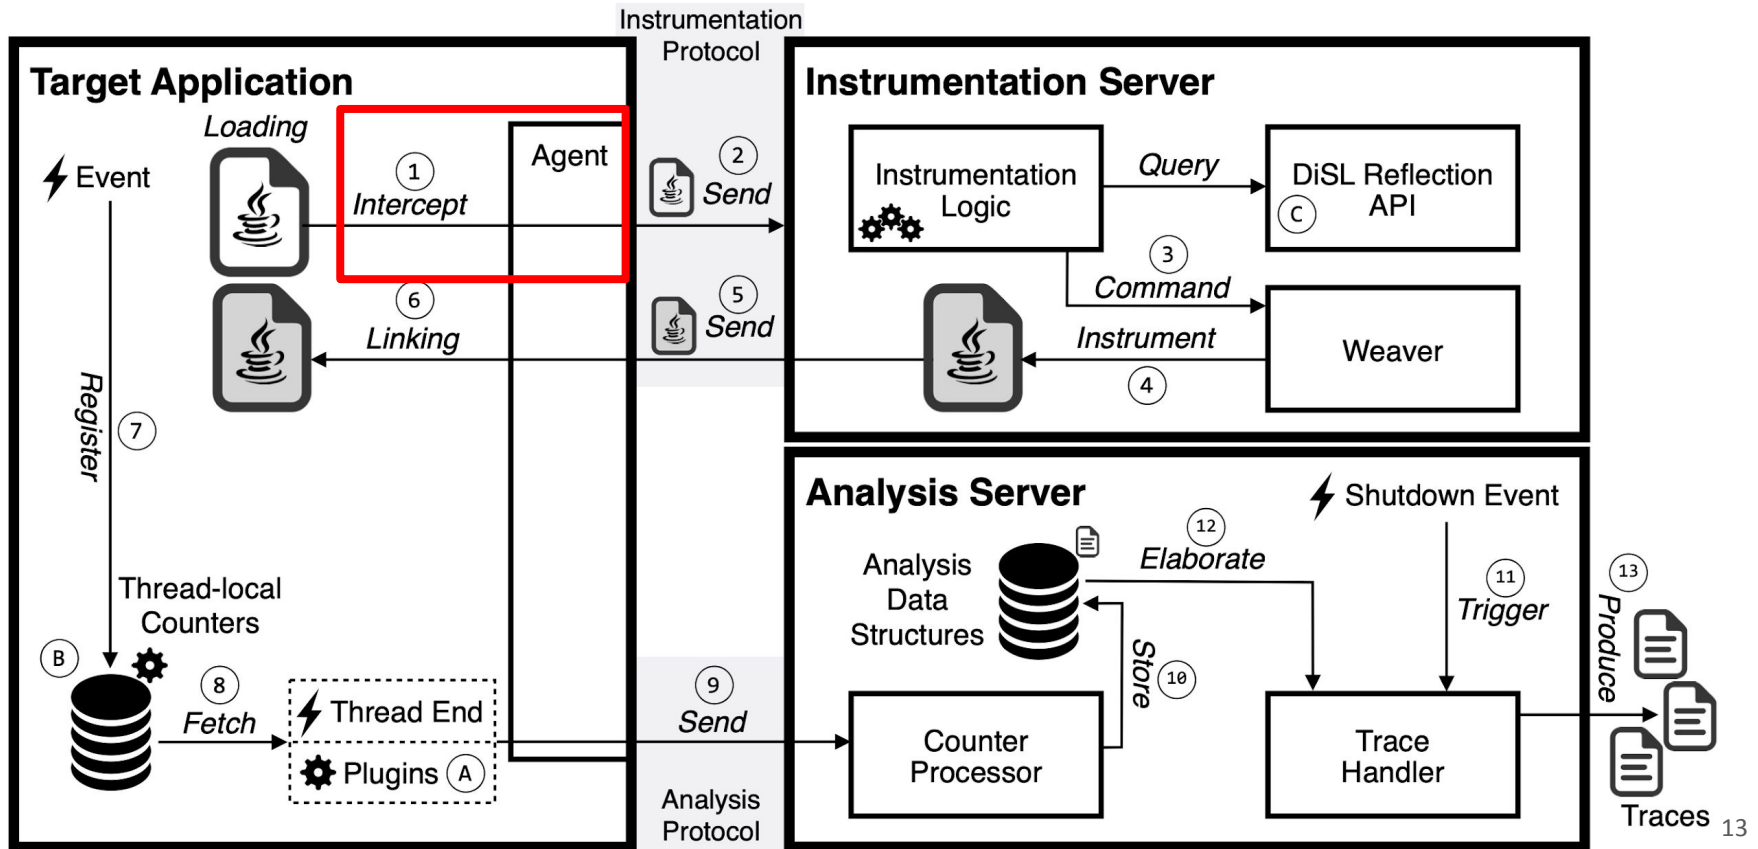 Instrumentation
Protocol
Target Application
Loading
Event
1
Intercept
Agent
2
Send
6
Linking
5
Send
Register
7
Thread-local
Counters
B
8
Fetch
Thread End
Plugins A
9
Send
Analysis
Protocol
Instrumentation Server
Instrumentation
Logic
Query
DiSL Reflection
API
C
3
Command
Instrument
4
Weaver
Analysis Server
Shutdown Event
12
Elaborate
Analysis
Data
Structures
11
Trigger
13
Produce
Store
10
Counter
Processor
Trace
Handler
Traces
13